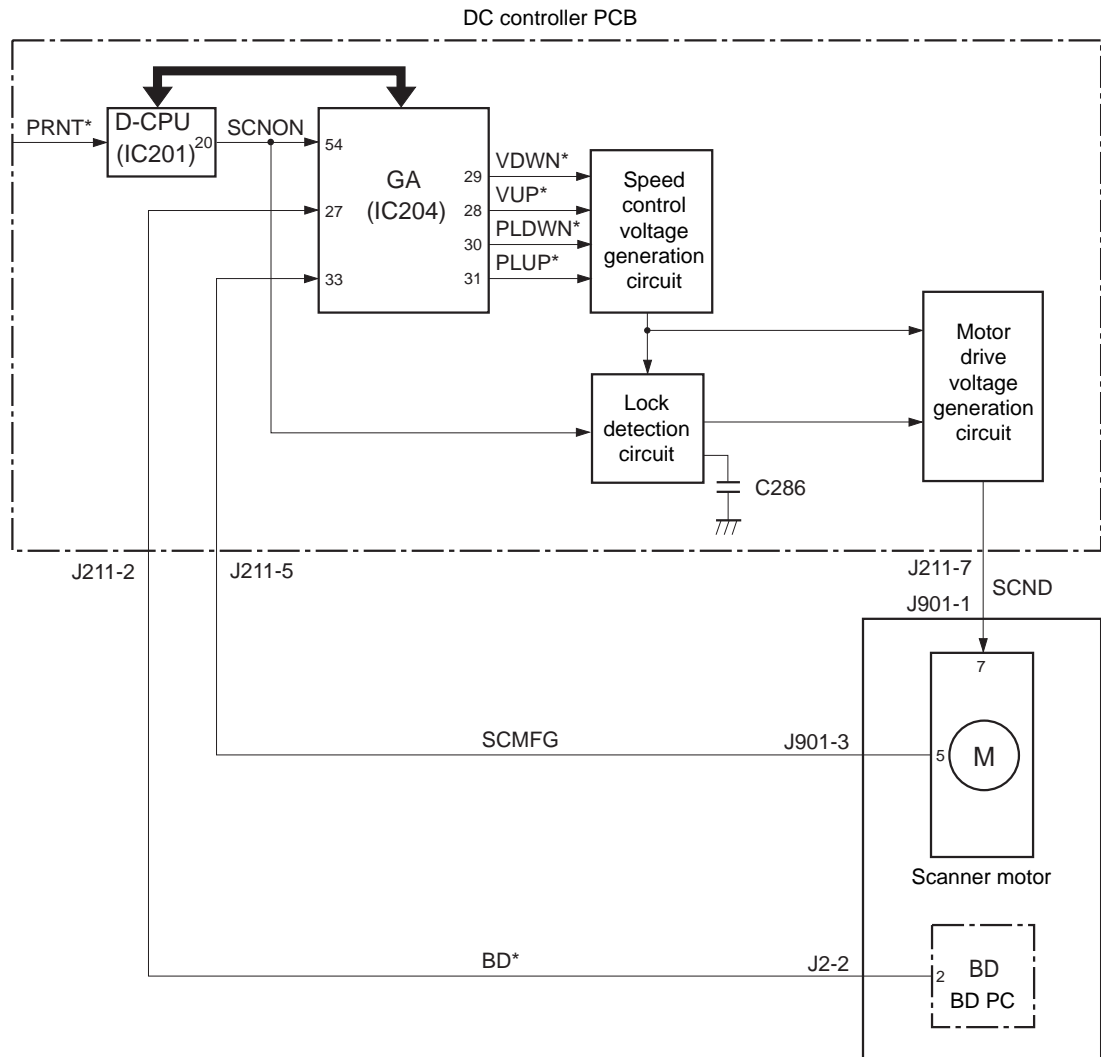 DC controller PCB
PRNT*
D-CPU
(IC201)
20
SCNON
54
27
33
GA
(IC204)
29
28
30
31
VDWN*
VUP*
PLDWN*
PLUP*
Speed
control
voltage
generation
circuit
Lock
detection
circuit
C286
Motor
drive
voltage
generation
circuit
J211-2
J211-5
J211-7
SCND
J901-1
7
SCMFG
J901-3
5
M
Scanner motor
BD*
J2-2
2
BD
BD PC